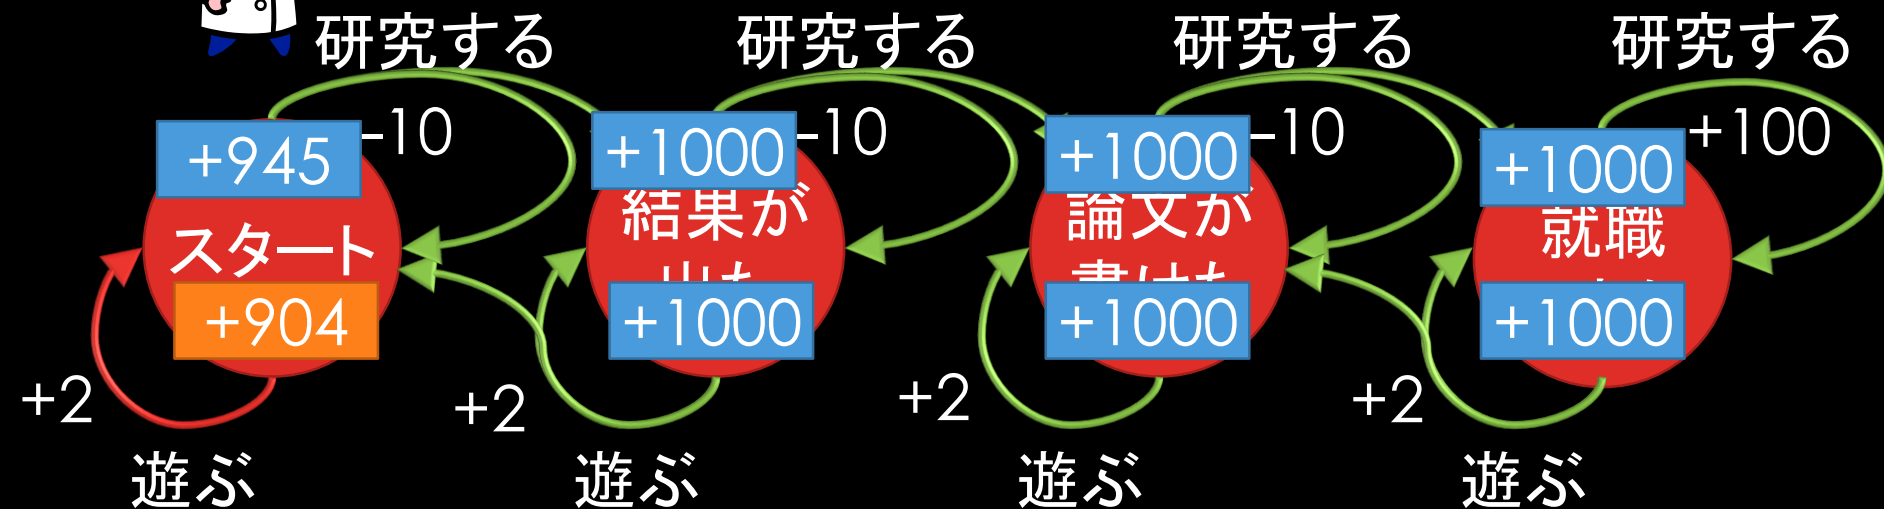 研究する
研究する
研究する
研究する
-10
-10
-10
+100
+945
+1000
+1000
+1000
スタート
結果が
論文が
就職
+904
+1000
+1000
+1000
+2
+2
+2
+2
遊ぶ
遊ぶ
遊ぶ
遊ぶ